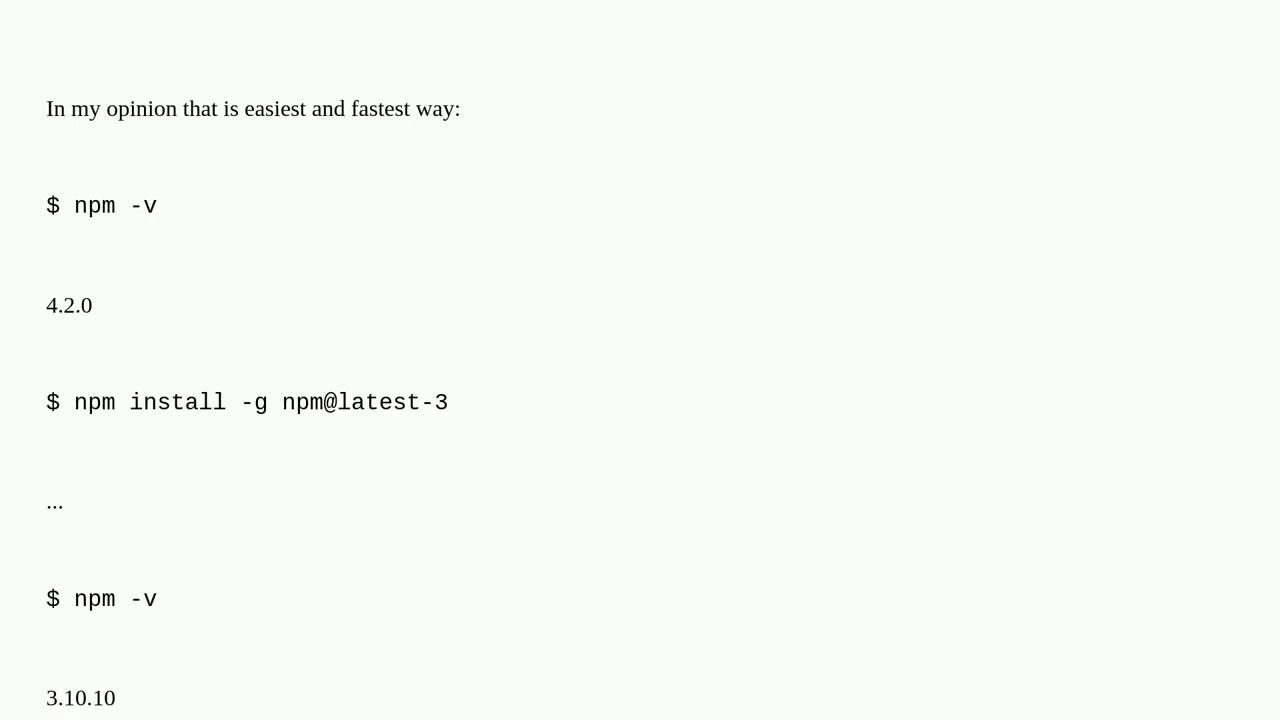 In my opinion that is easiest and fastest way:
$ npm -v
4.2.0
$ npm install -g npm@latest-3
...
$ npm -v
3.10.10